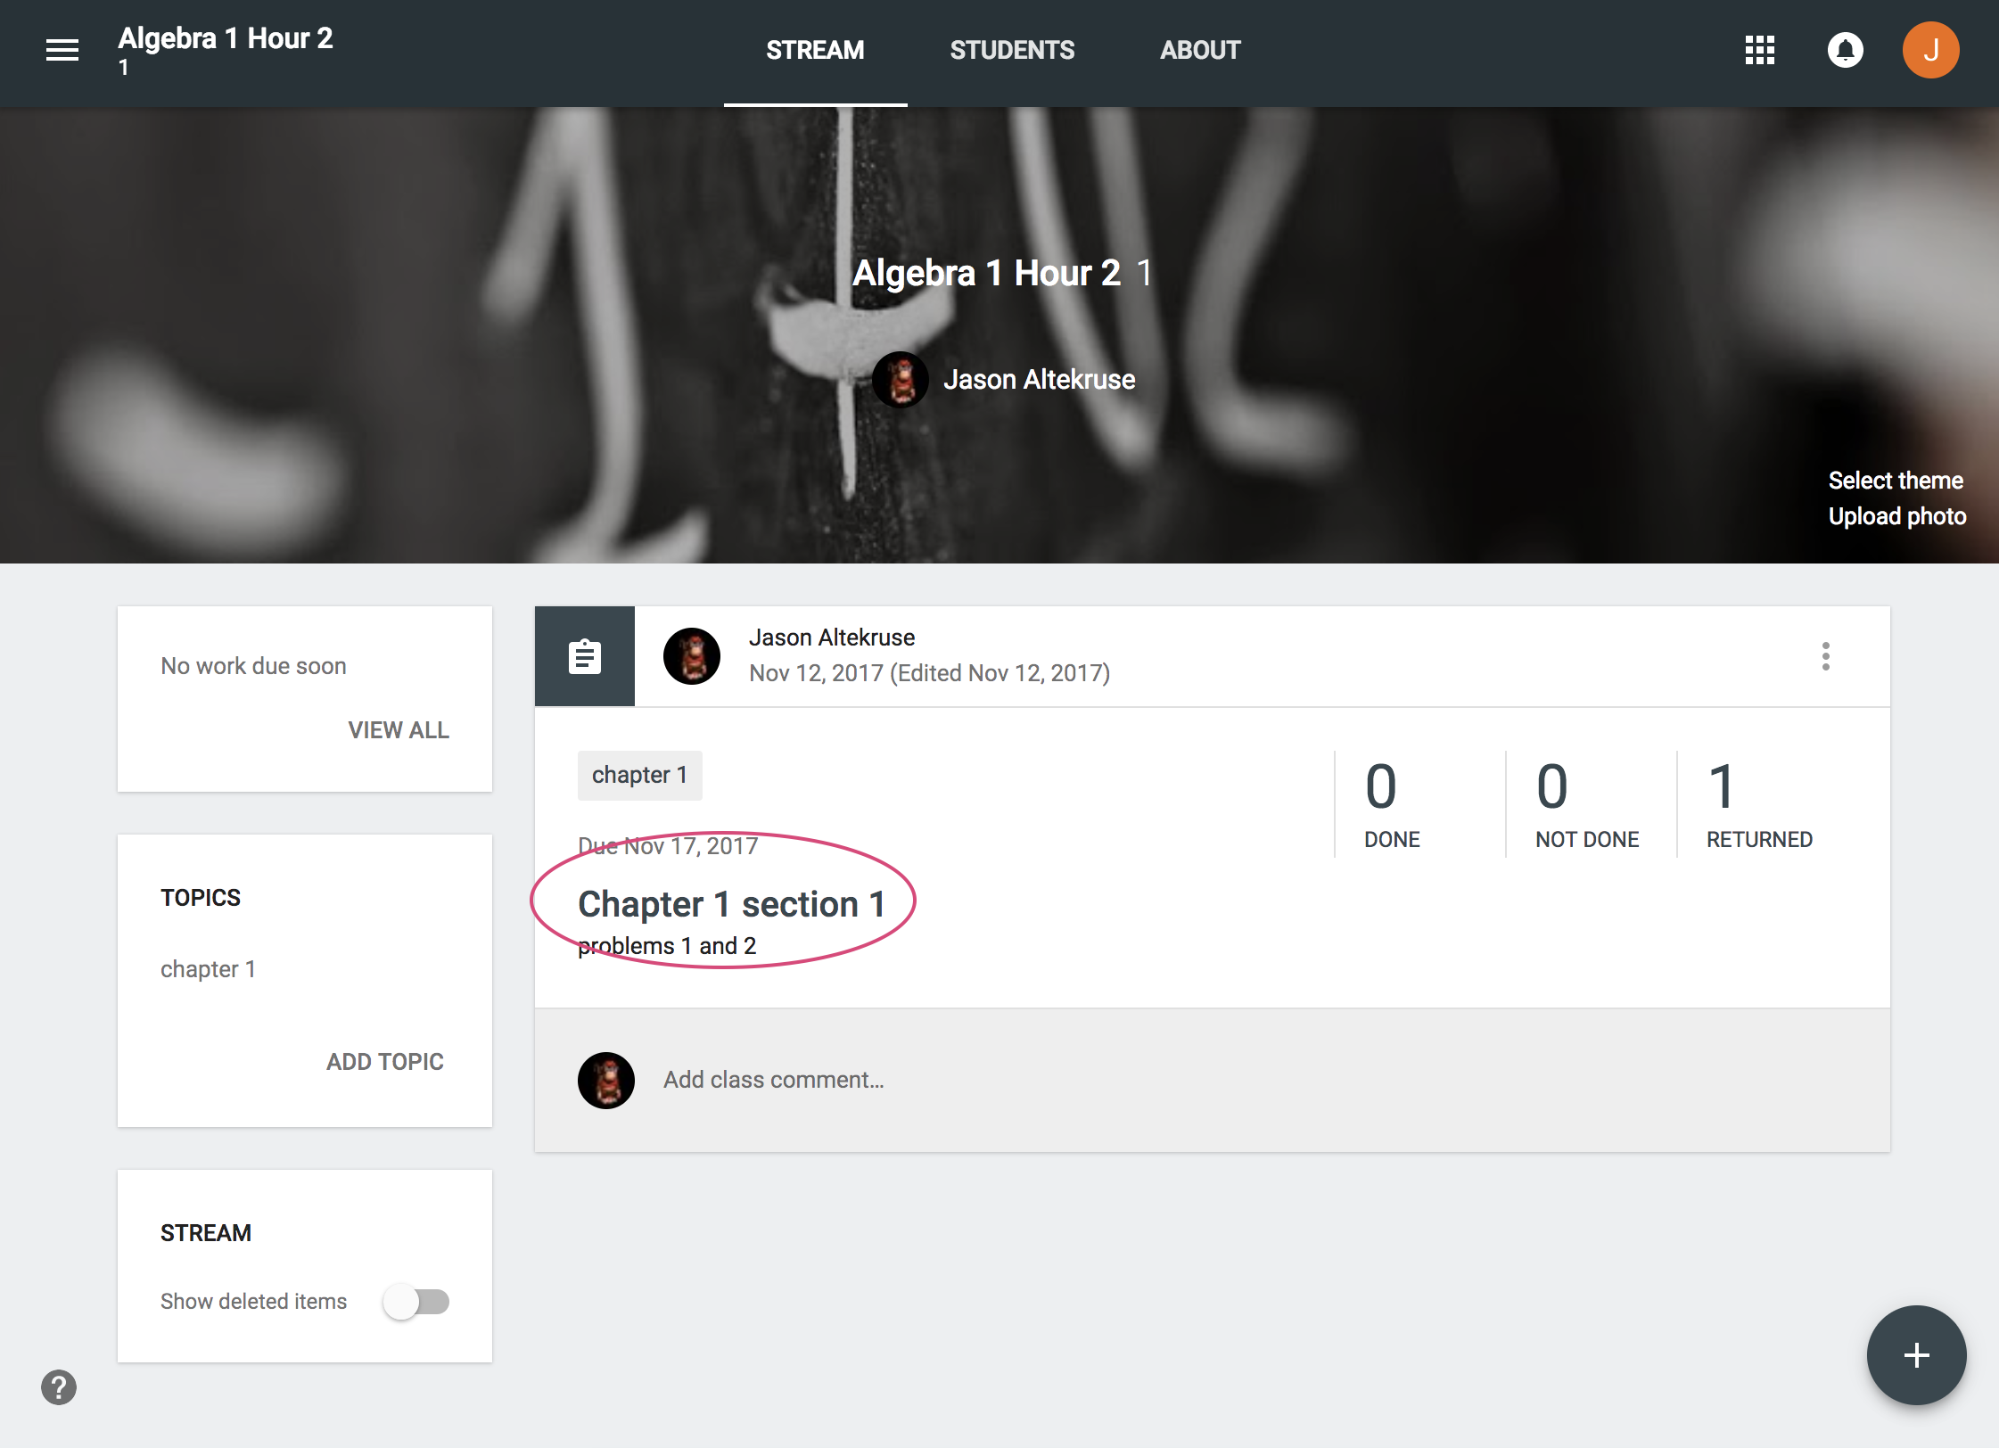 Algebra 1 Hour 2
1
STREAM
STUDENTS
ABOUT
J
Algebra 1 Hour 2 1
Jason Altekruse
Select theme
Upload photo
No work due soon
VIEW ALL
TOPICS
chapter 1
ADD TOPIC
STREAM
Show deleted items
?
Jason Altekruse
Nov 12, 2017 (Edited Nov 12, 2017)
chapter 1
Due Nov 17, 2017
Chapter 1 section 1
problems 1 and 2
0
DONE
0
NOT DONE
1
RETURNED
Add class comment...
+